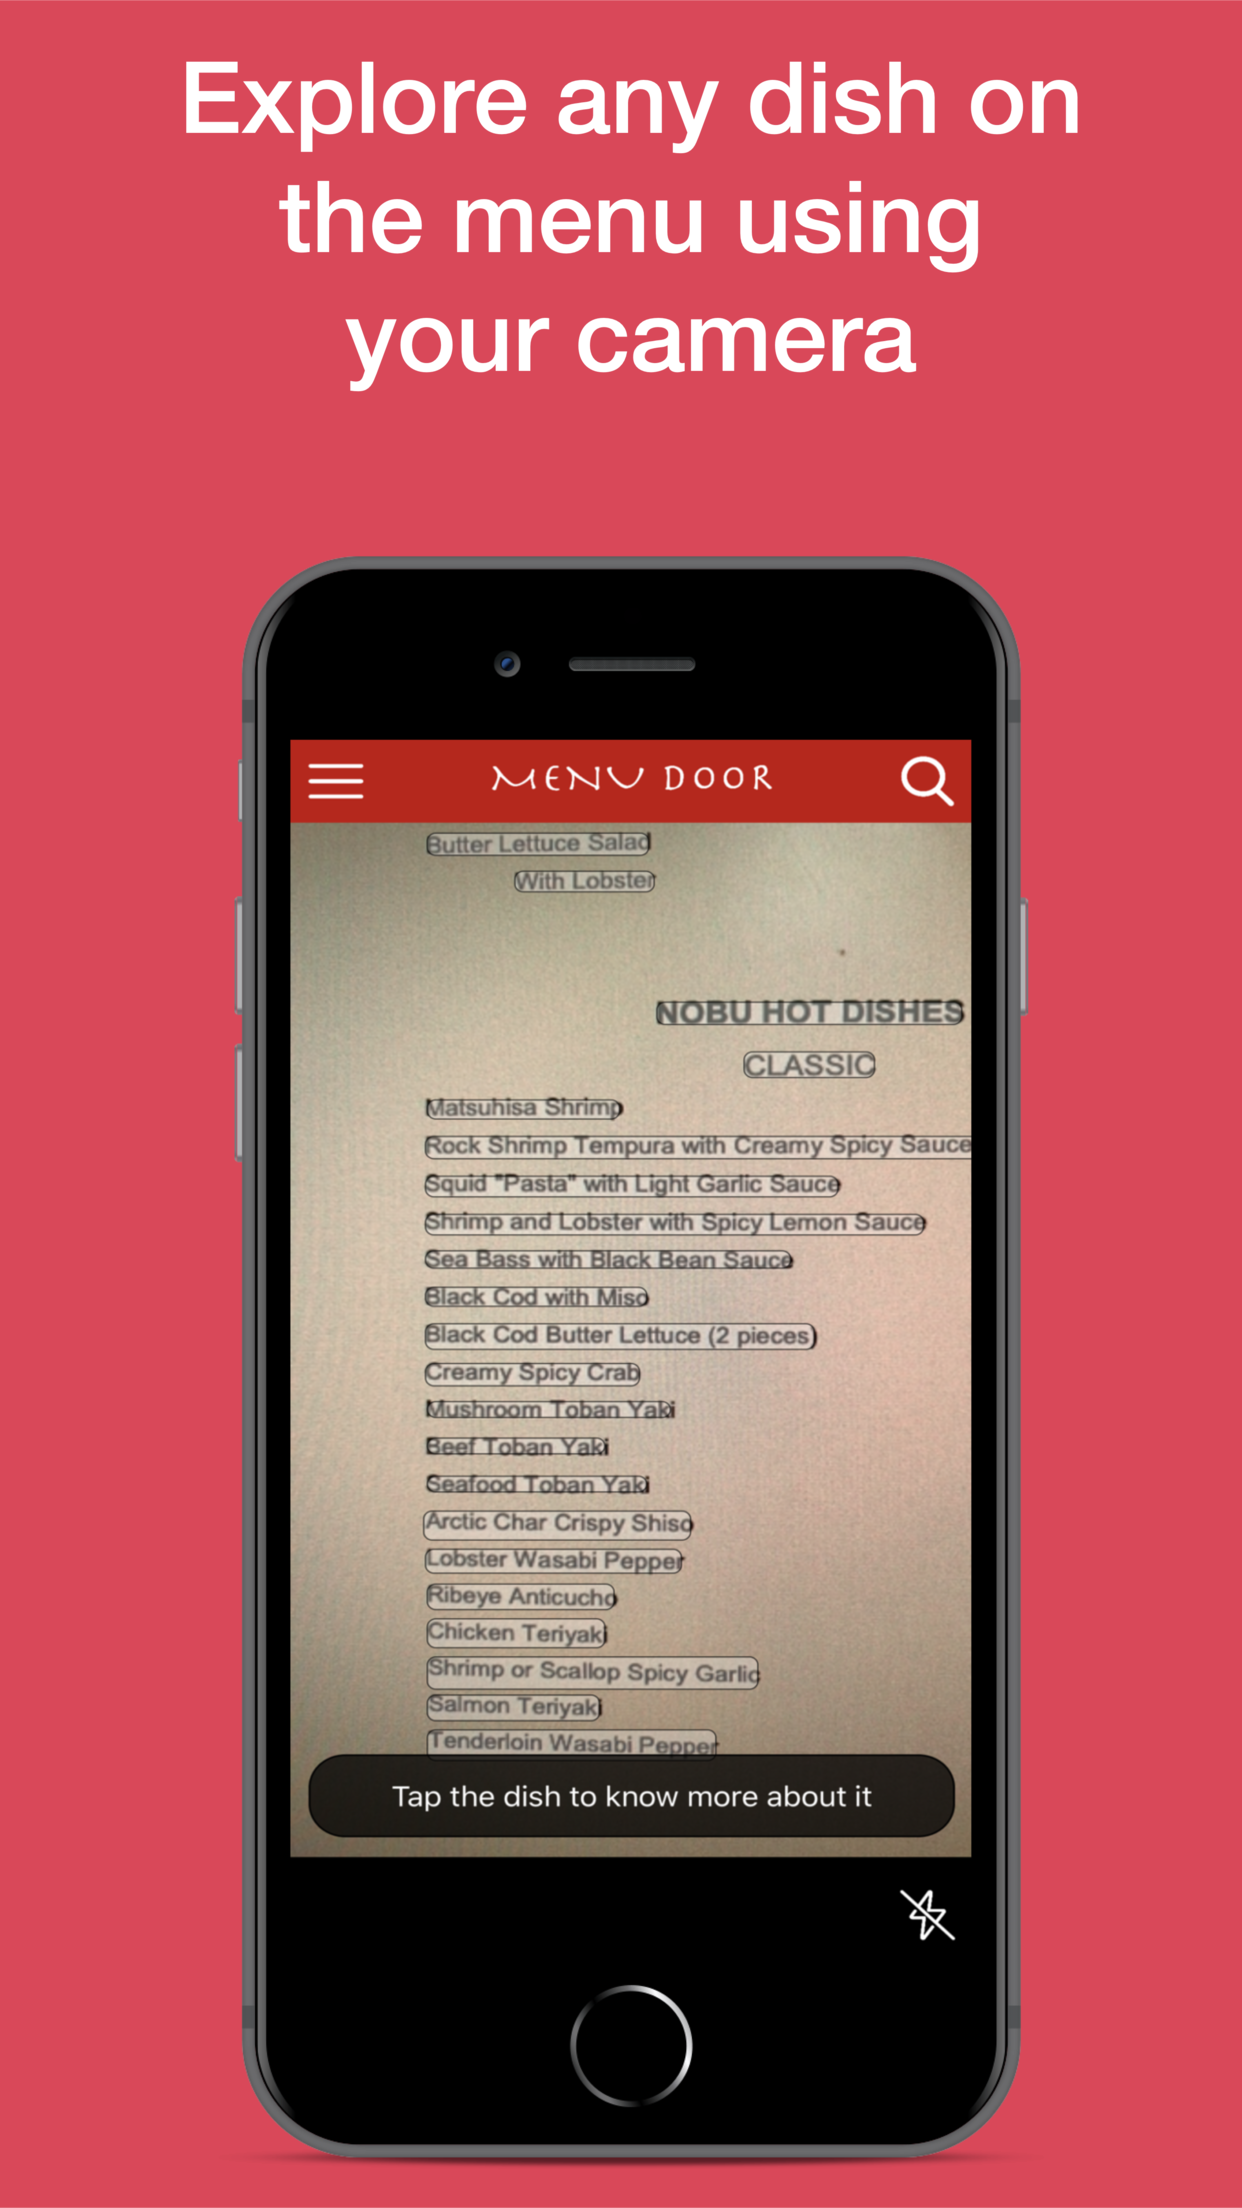 Explore any dish on
the menu using
your camera
MENU DOOR
Butter Lettuce Salad
With Lobster
NOBU HOT DISHES
CLASSIC
Matsuhisa Shrimp
Rock Shrimp Tempura with Creamy Spicy Sauce
Squid "Pasta" with Light Garlic Sauce
Shrimp and Lobster with Spicy Lemon Sauce
Sea Bass with Black Bean Sauce
Black Cod with Miso
Black Cod Butter Lettuce (2 pieces)
Creamy Spicy Crab
Mushroom Toban Yaki
Beef Toban Yaki
Seafood Toban Yaki
Arctic Char Crispy Shiso
Lobster Wasabi Pepper
Ribeye Anticucho
Chicken Teriyaki
Shrimp or Scallop Spicy Garlic
Salmon Teriyaki
Tenderloin Wasabi Pepper
Tap the dish to know more about it